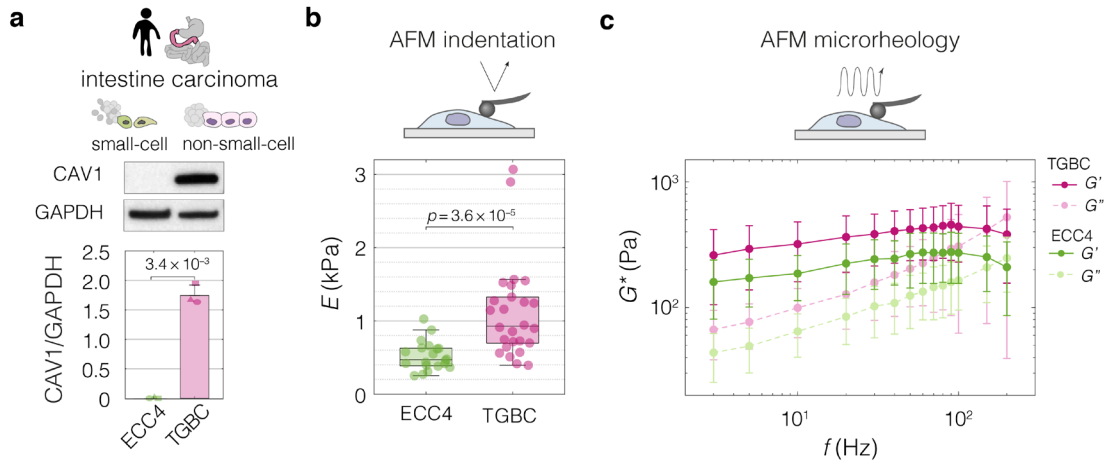 a
intestine carcinoma
small-cell non-small-cell
CAV1
GAPDH
CAV1/GAPDH
2.5
2.0
1.5
1.0
0.5
0
3.4 × 10⁻³
ECC4
TGBC
b
AFM indentation
E (kPa)
3
2
1
0
p = 3.6 × 10⁻⁵
ECC4
TGBC
c
AFM microrheology
G* (Pa)
10³
10²
10¹
10²
f (Hz)
TGBC
G'
G"
ECC4
G'
G"